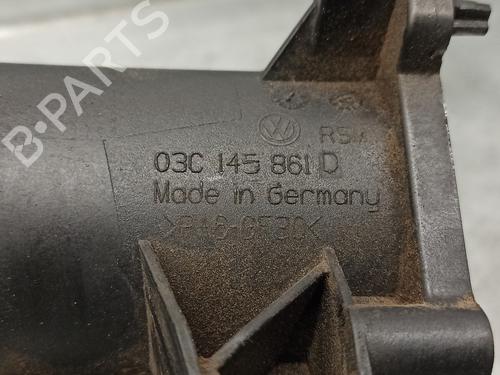 B-PARTS
03C 145 861 D
Made in Germany
>PA6-GF30<